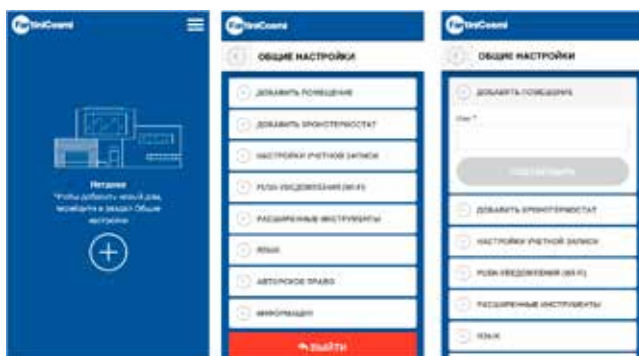 FantiniCosmi
Чтобы добавить новый дом,
перейдите в раздел Общие
настройки
FantiniCosmi
ОБЩИЕ НАСТРОЙКИ
ДОБАВИТЬ ПОМЕЩЕНИЕ
ДОБАВИТЬ ХРОНОТЕРМОСТАТ
НАСТРОЙКИ УЧЕТНОЙ ЗАПИСИ
PUSH-УВЕДОМЛЕНИЯ (WI-FI)
РАСШИРЕННЫЕ ИНСТРУМЕНТЫ
ЯЗЫК
АВТОРСКОЕ ПРАВО
ИНФОРМАЦИЯ
ВЫЙТИ
FantiniCosmi
ОБЩИЕ НАСТРОЙКИ
ДОБАВИТЬ ПОМЕЩЕНИЕ
Имя *
ДОБАВИТЬ ХРОНОТЕРМОСТАТ
НАСТРОЙКИ УЧЕТНОЙ ЗАПИСИ
PUSH-УВЕДОМЛЕНИЯ (WI-FI)
РАСШИРЕННЫЕ ИНСТРУМЕНТЫ
ЯЗЫК